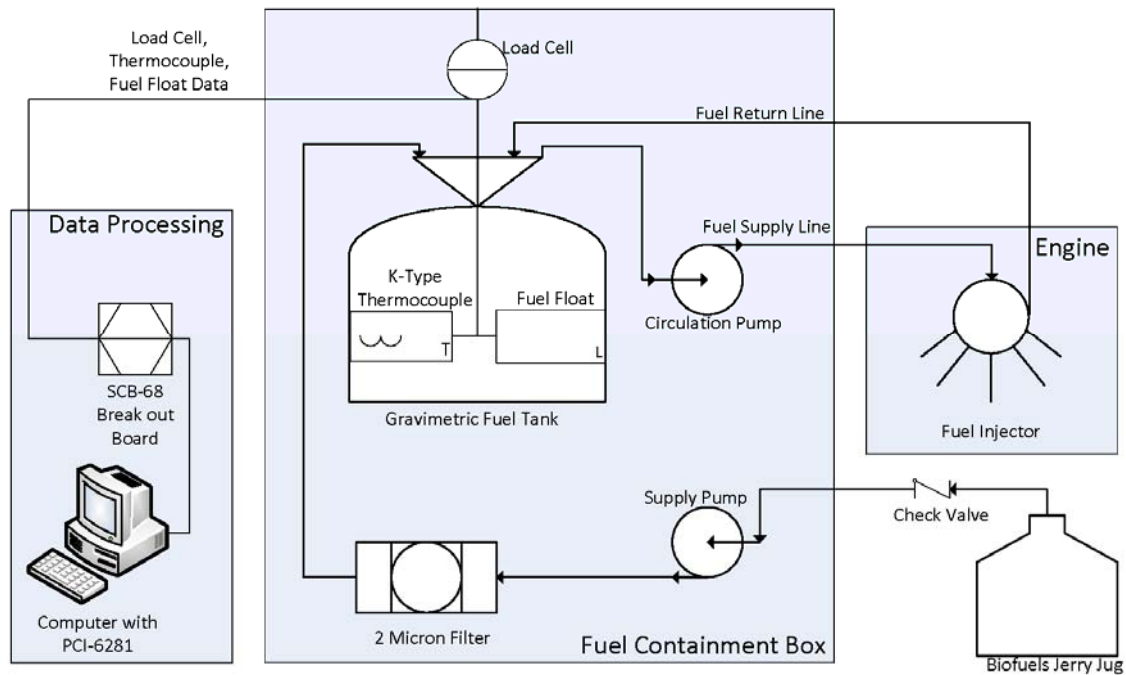 Load Cell,
Thermocouple,
Fuel Float Data
Load Cell
Fuel Return Line
Data Processing
Fuel Supply Line
Engine
K-Type
Thermocouple
Fuel Float
T
L
Circulation Pump
SCB-68
Break out
Board
Gravimetric Fuel Tank
Fuel Injector
Supply Pump
Check Valve
Computer with
PCI-6281
2 Micron Filter
Fuel Containment Box
Biofuels Jerry Jug